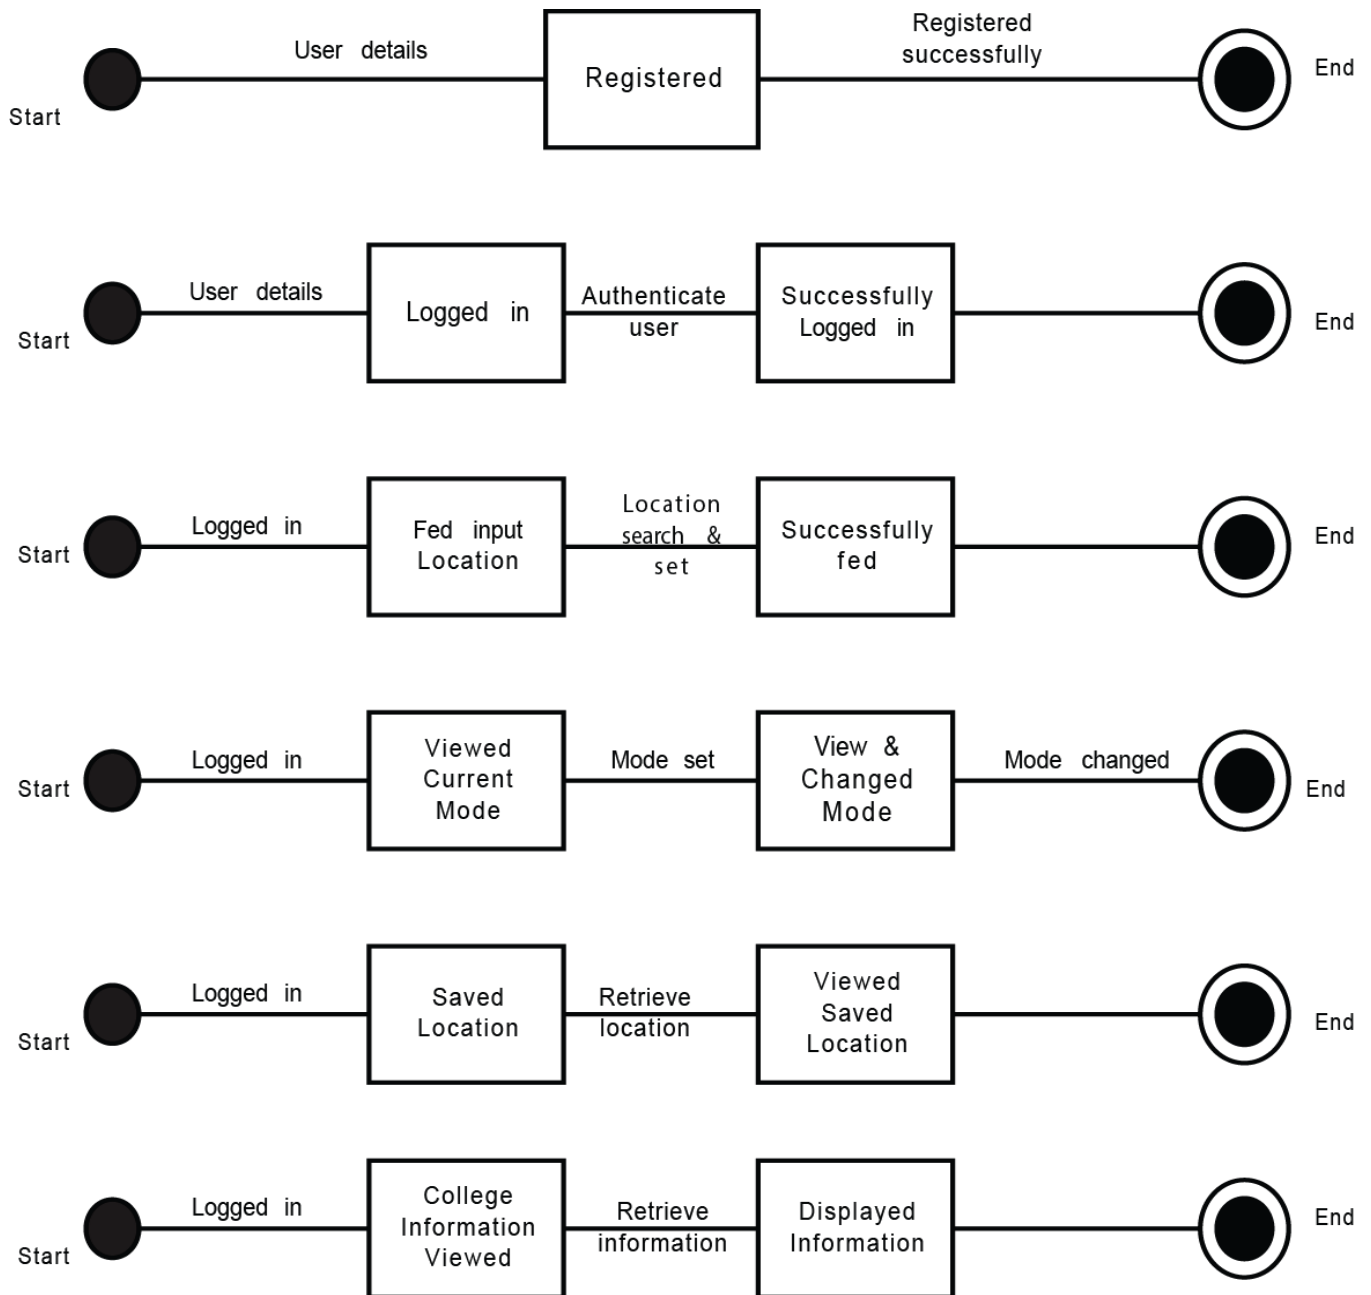 User details
Registered
Registered
successfully
End
Start
User details
Logged in
Authenticate
user
Successfully
Logged in
End
Start
Logged in
Fed input
Location
Location
search &
set
Successfully
fed
End
Start
Logged in
Viewed
Current
Mode
Mode set
View &
Changed
Mode
Mode changed
End
Start
Logged in
Saved
Location
Retrieve
location
Viewed
Saved
Location
End
Start
Logged in
College
Information
Viewed
Retrieve
information
Displayed
Information
End
Start